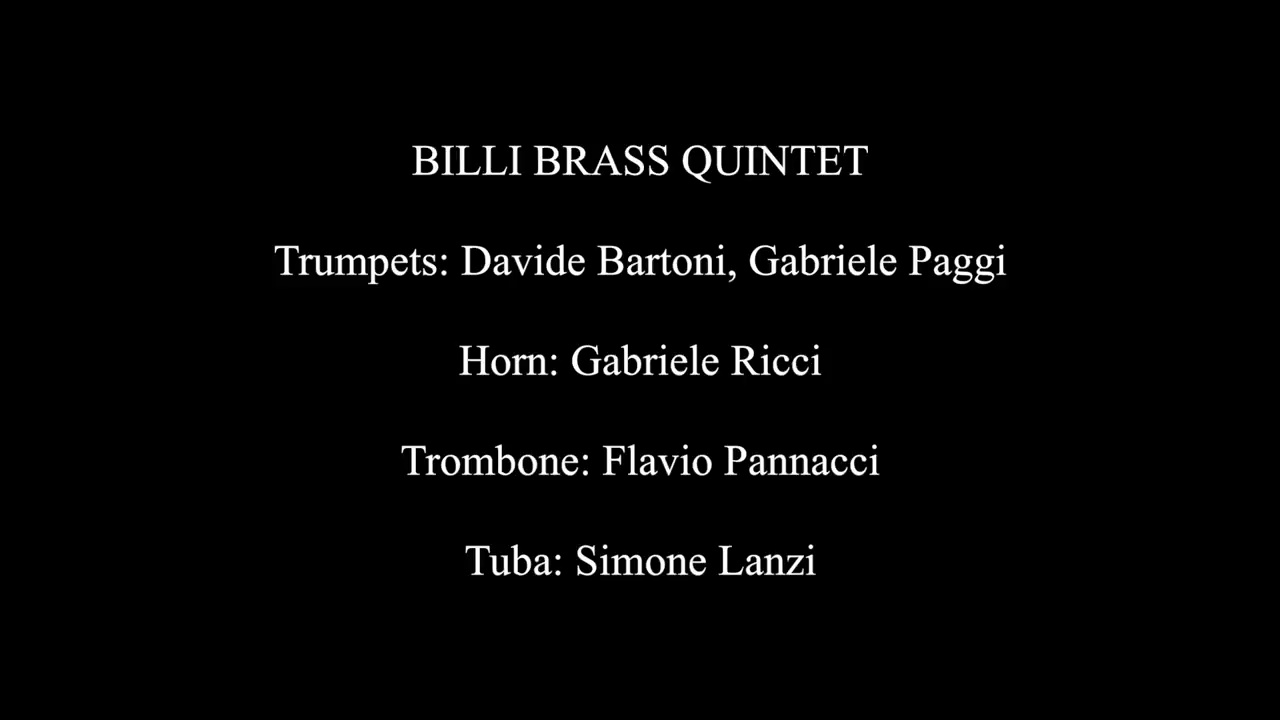 BILLI BRASS QUINTET
Trumpets: Davide Bartoni, Gabriele Paggi
Horn: Gabriele Ricci
Trombone: Flavio Pannacci
Tuba: Simone Lanzi